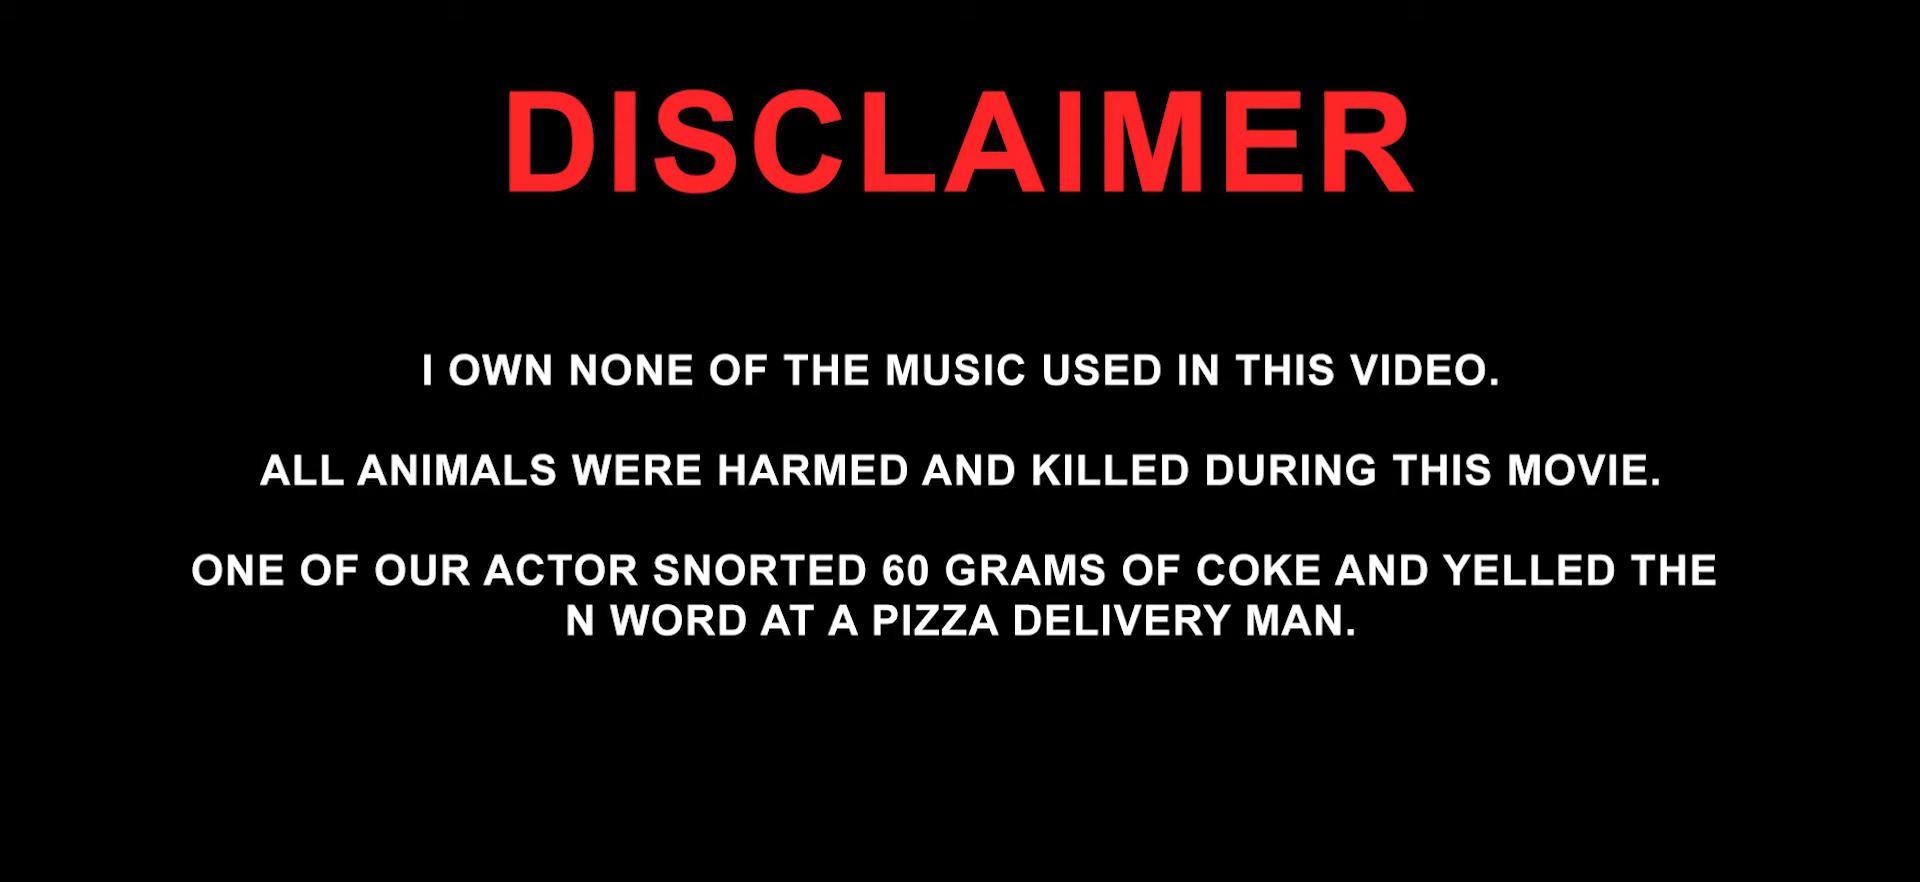 DISCLAIMER
I OWN NONE OF THE MUSIC USED IN THIS VIDEO.
ALL ANIMALS WERE HARMED AND KILLED DURING THIS MOVIE.
ONE OF OUR ACTOR SNORTED 60 GRAMS OF COKE AND YELLED THE
N WORD AT A PIZZA DELIVERY MAN.